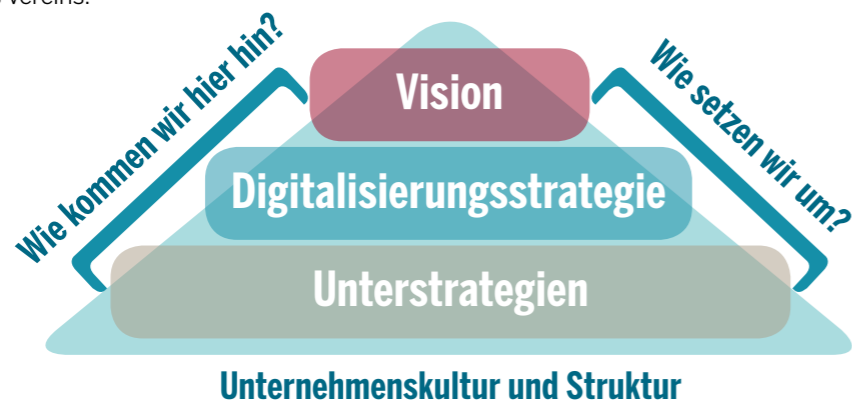 Vereins.
Wie kommen wir hier hin?
Wie setzen wir um?
Vision
Digitalisierungsstrategie
Unterstrategien
Unternehmenskultur und Struktur